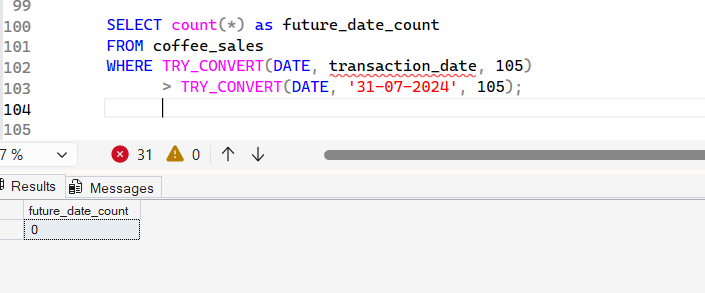 99
100 SELECT count(*) as future_date_count
101 FROM coffee_sales
102 WHERE TRY_CONVERT(DATE, transaction_date, 105)
103 > TRY_CONVERT(DATE, '31-07-2024', 105);
104
105
7 % 31 0
Results Messages
future_date_count
0